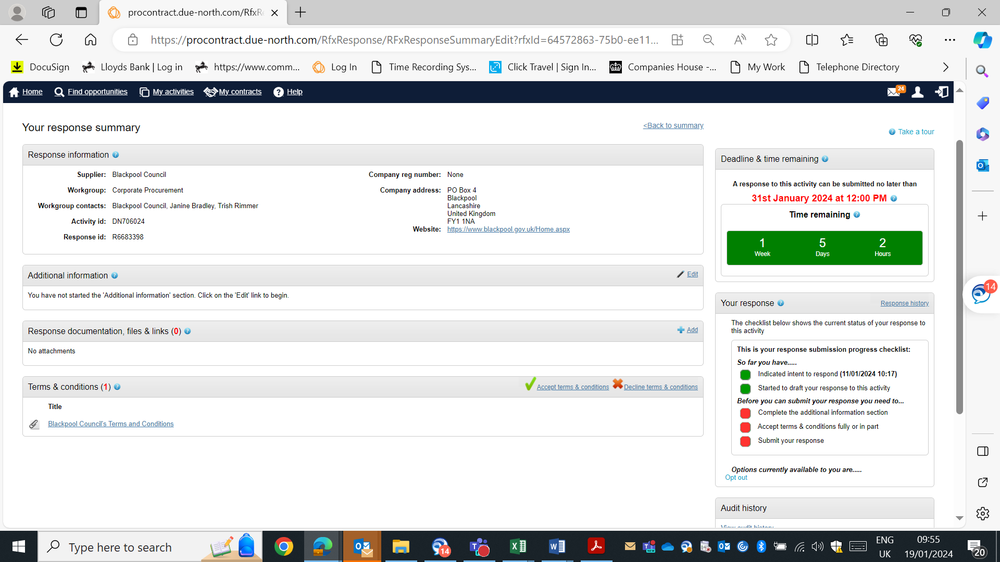 procontract.due-north.com/RfxR
https://procontract.due-north.com/RfxResponse/RFxResponseSummaryEdit?rfxId=64572863-75b0-ee11...
DocuSign
Lloyds Bank | Log in
https://www.comm...
Log In
Time Recording Sys...
Click Travel | Sign In...
Companies House -...
My Work
Telephone Directory
Home
Find opportunities
My activities
My contracts
Help
24
Your response summary
<Back to summary
Take a tour
Response information
Supplier: Blackpool Council
Workgroup: Corporate Procurement
Workgroup contacts: Blackpool Council, Janine Bradley, Trish Rimmer
Activity id: DN706024
Response id: R6683398
Company reg number: None
Company address: PO Box 4
Blackpool
Lancashire
United Kingdom
FY1 1NA
Website: https://www.blackpool.gov.uk/Home.aspx
Additional information
Edit
You have not started the 'Additional information' section. Click on the 'Edit' link to begin.
Response documentation, files & links (0)
Add
No attachments
Terms & conditions (1)
Accept terms & conditions
Decline terms & conditions
Title
Blackpool Council's Terms and Conditions
Deadline & time remaining
A response to this activity can be submitted no later than
31st January 2024 at 12:00 PM
Time remaining
1 5 2
Week Days Hours
Your response
Response history
The checklist below shows the current status of your response to
this activity
This is your response submission progress checklist:
So far you have.....
Indicated intent to respond (11/01/2024 10:17)
Started to draft your response to this activity
Before you can submit your response you need to...
Complete the additional information section
Accept terms & conditions fully or in part
Submit your response
Options currently available to you are.....
Opt out
Audit history
View audit history
14
Type here to search
14
ENG
UK
09:55
19/01/2024
20